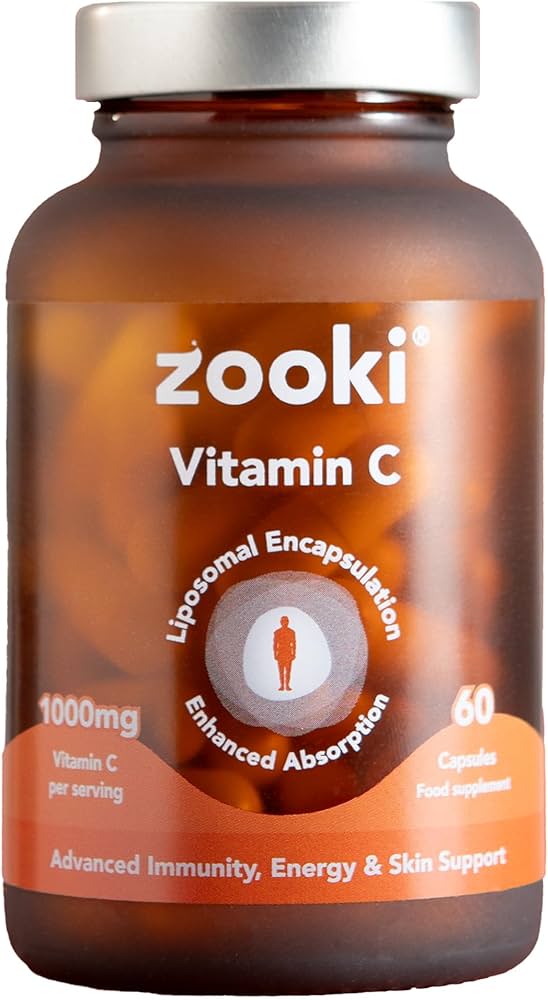 zooki®
Vitamin C
Liposomal Encapsulation
Enhanced Absorption
1000mg
Vitamin C
per serving
60
Capsules
Food supplement
Advanced Immunity, Energy & Skin Support